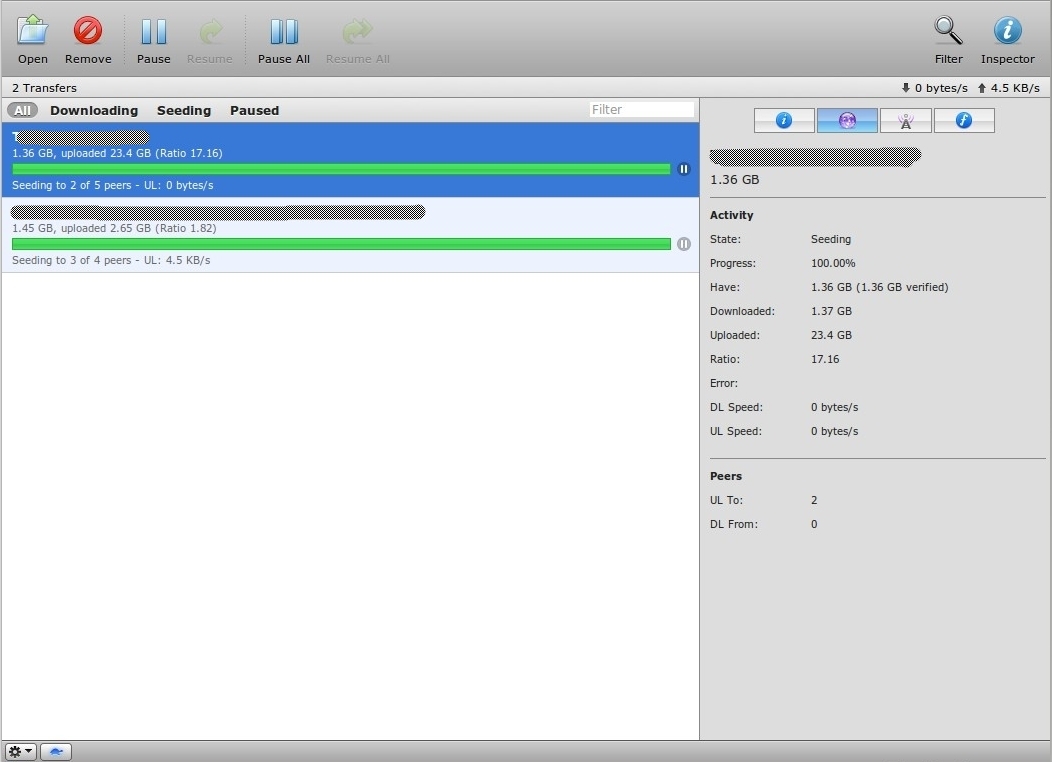 Open Remove Pause Resume Pause All Resume All Filter Inspector
2 Transfers 0 bytes/s 4.5 KB/s
All Downloading Seeding Paused Filter
1.36 GB, uploaded 23.4 GB (Ratio 17.16)
Seeding to 2 of 5 peers - UL: 0 bytes/s
1.45 GB, uploaded 2.65 GB (Ratio 1.82)
Seeding to 3 of 4 peers - UL: 4.5 KB/s
1.36 GB
Activity
State: Seeding
Progress: 100.00%
Have: 1.36 GB (1.36 GB verified)
Downloaded: 1.37 GB
Uploaded: 23.4 GB
Ratio: 17.16
Error:
DL Speed: 0 bytes/s
UL Speed: 0 bytes/s
Peers
UL To: 2
DL From: 0